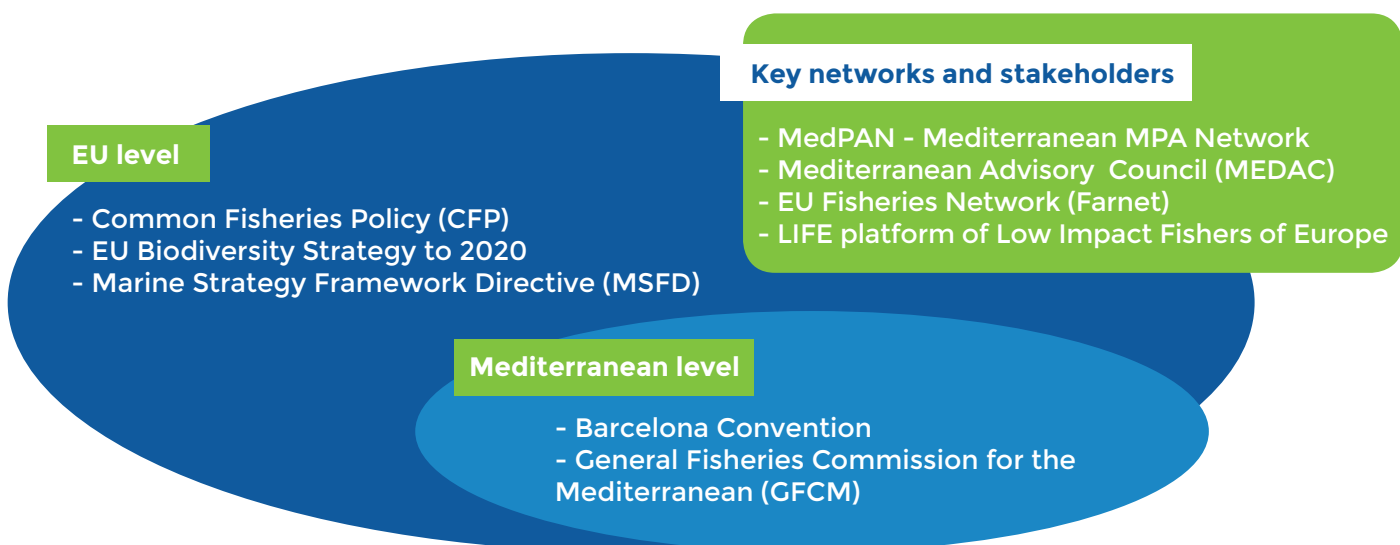 Key networks and stakeholders
- MedPAN - Mediterranean MPA Network
- Mediterranean Advisory Council (MEDAC)
- EU Fisheries Network (Farnet)
- LIFE platform of Low Impact Fishers of Europe
EU level
- Common Fisheries Policy (CFP)
- EU Biodiversity Strategy to 2020
- Marine Strategy Framework Directive (MSFD)
Mediterranean level
- Barcelona Convention
- General Fisheries Commission for the
Mediterranean (GFCM)